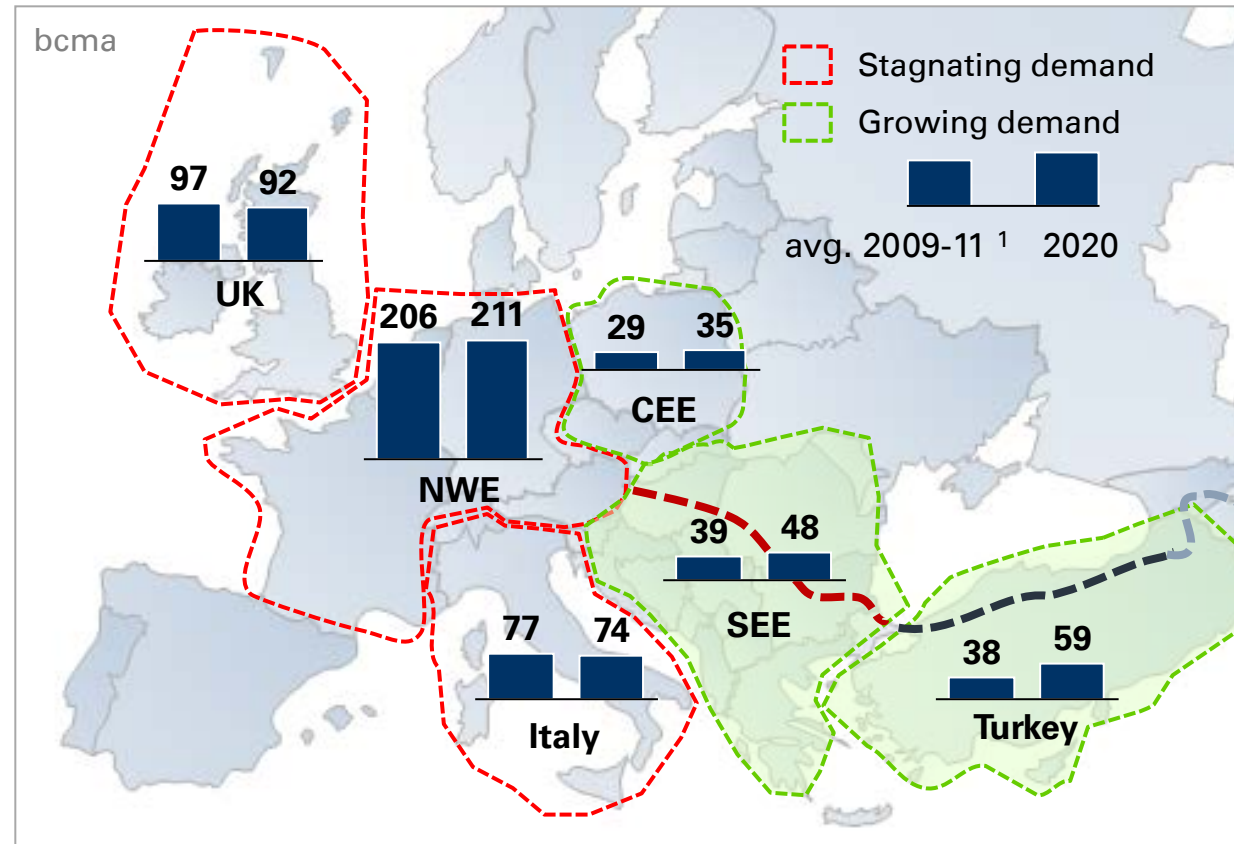 bcma
Stagnating demand
Growing demand
avg. 2009-11 1 2020
97 92
UK
206 211
NWE
29 35
CEE
39 48
SEE
77 74
Italy
38 59
Turkey